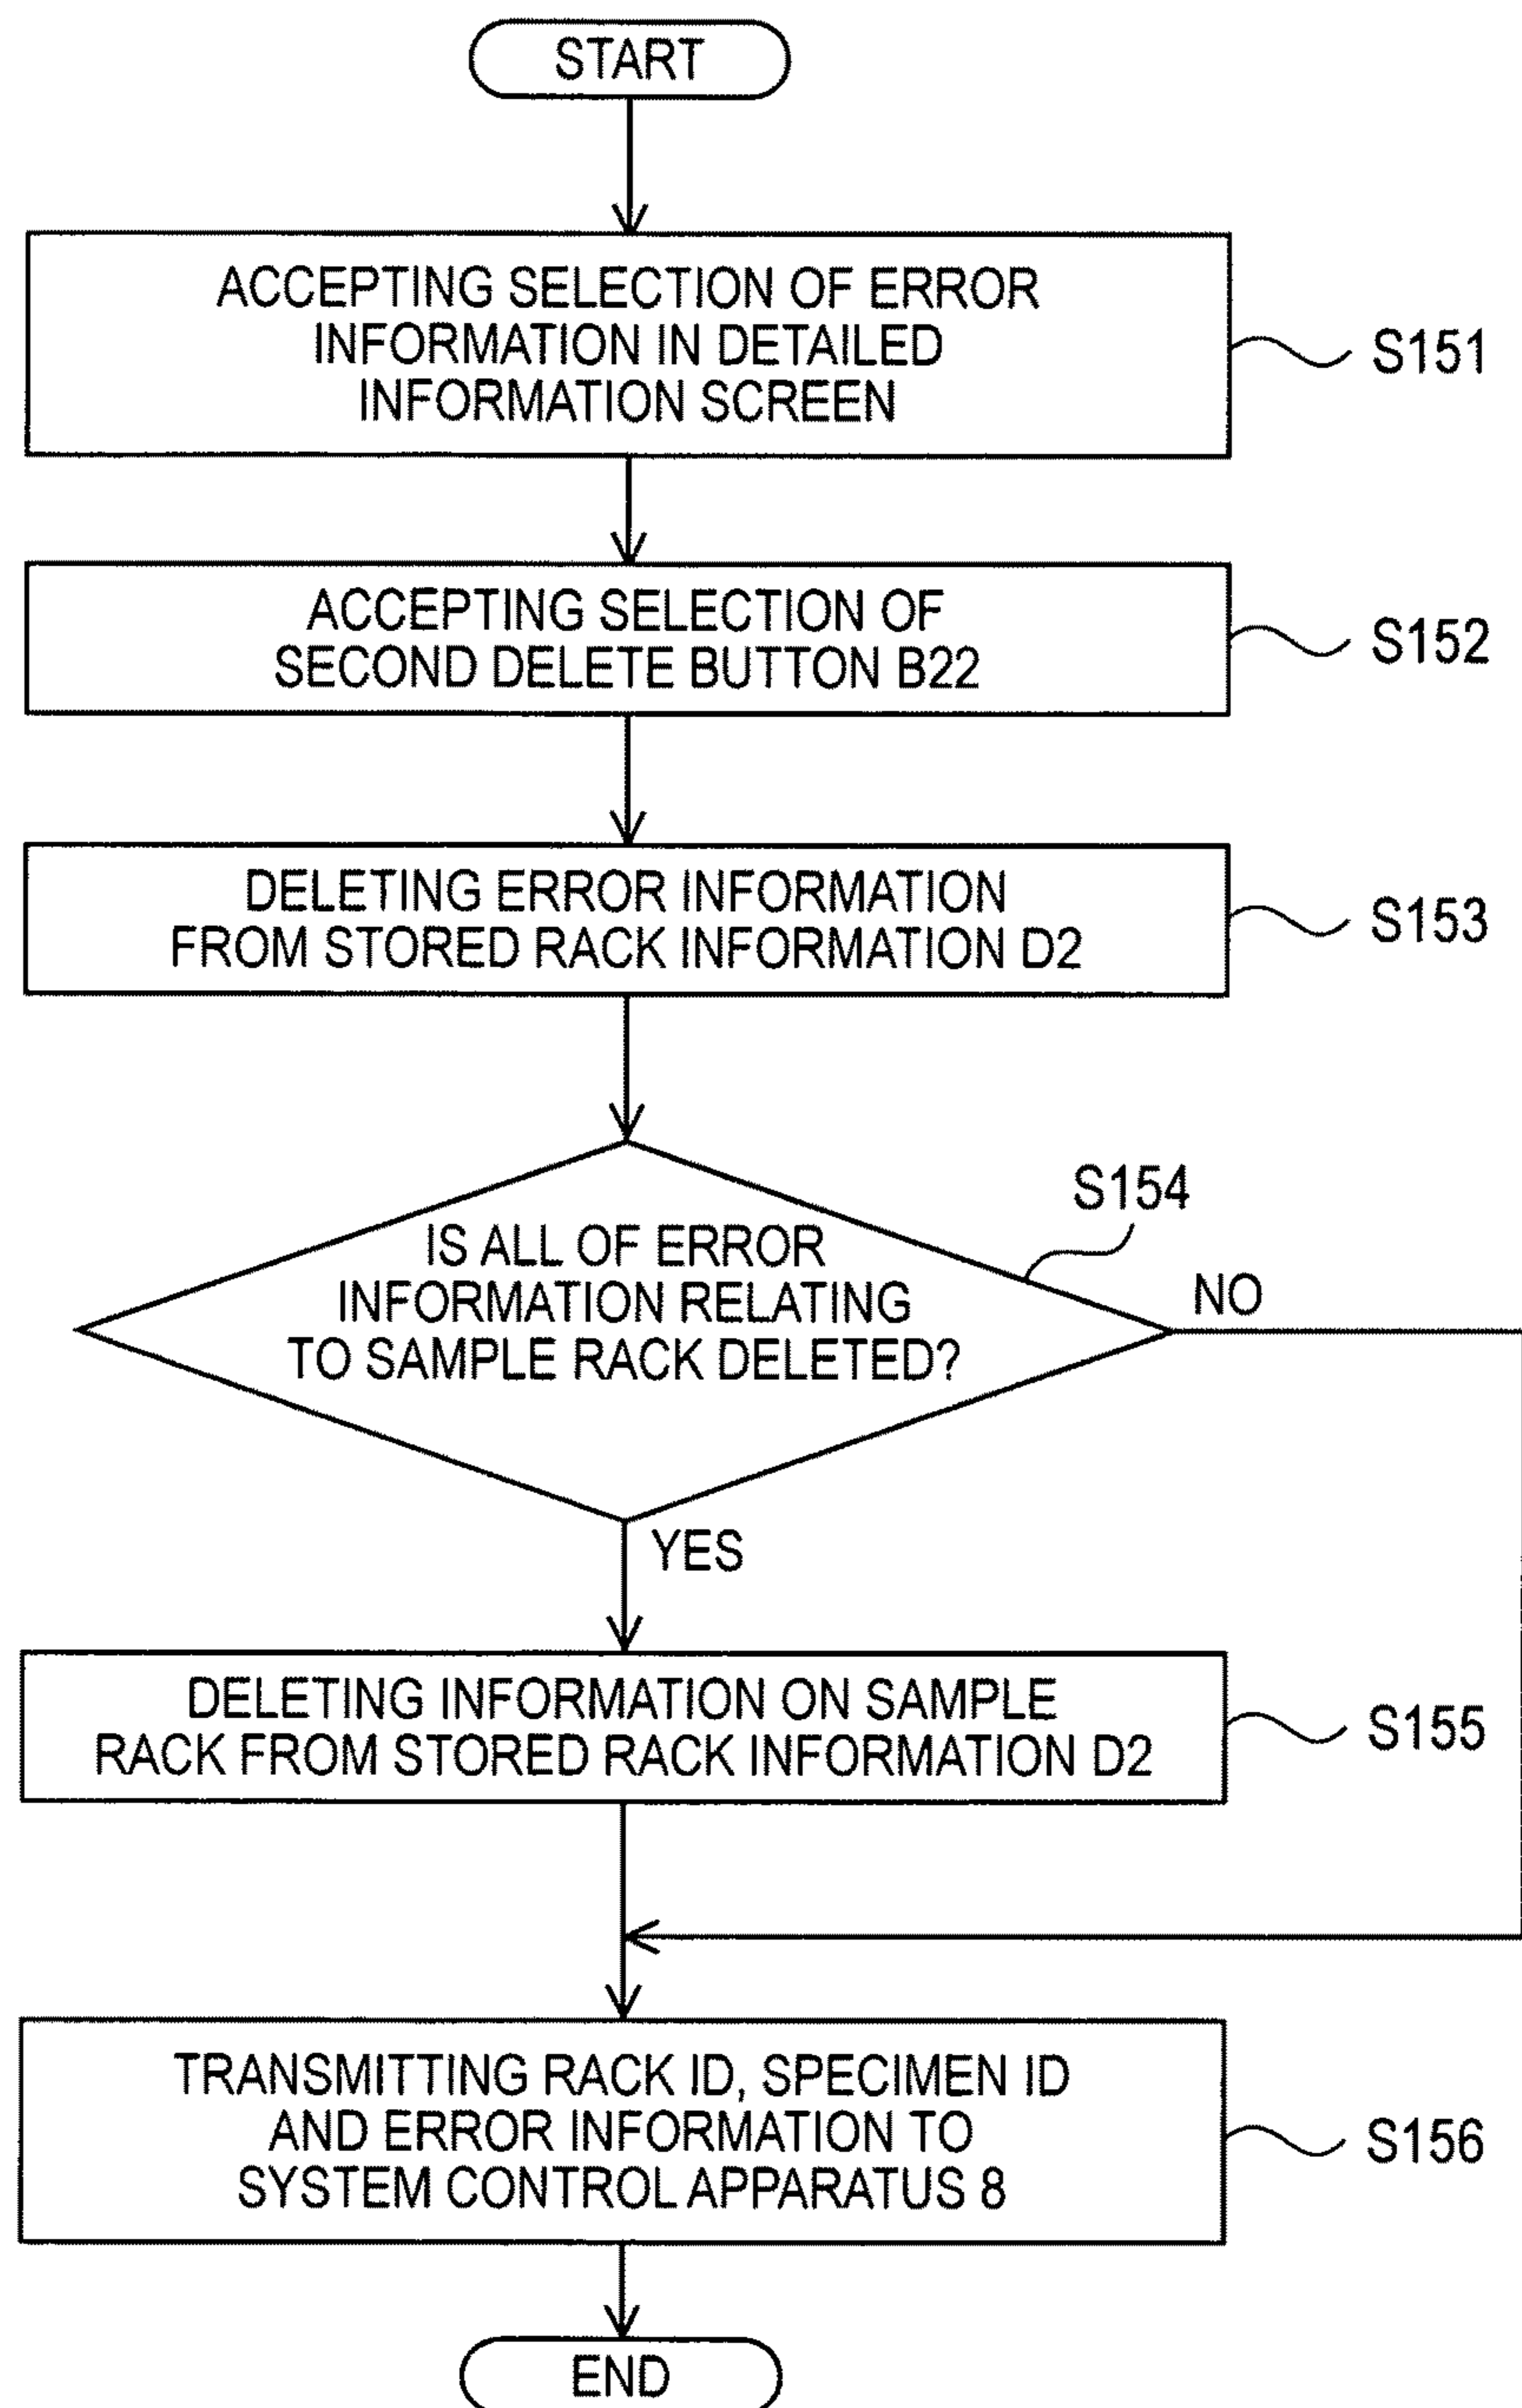 START
ACCEPTING SELECTION OF ERROR
INFORMATION IN DETAILED
INFORMATION SCREEN
S151
ACCEPTING SELECTION OF
SECOND DELETE BUTTON B22
S152
DELETING ERROR INFORMATION
FROM STORED RACK INFORMATION D2
S153
S154
IS ALL OF ERROR
INFORMATION RELATING
TO SAMPLE RACK DELETED?
NO
YES
DELETING INFORMATION ON SAMPLE
RACK FROM STORED RACK INFORMATION D2
S155
TRANSMITTING RACK ID, SPECIMEN ID
AND ERROR INFORMATION TO
SYSTEM CONTROL APPARATUS 8
S156
END